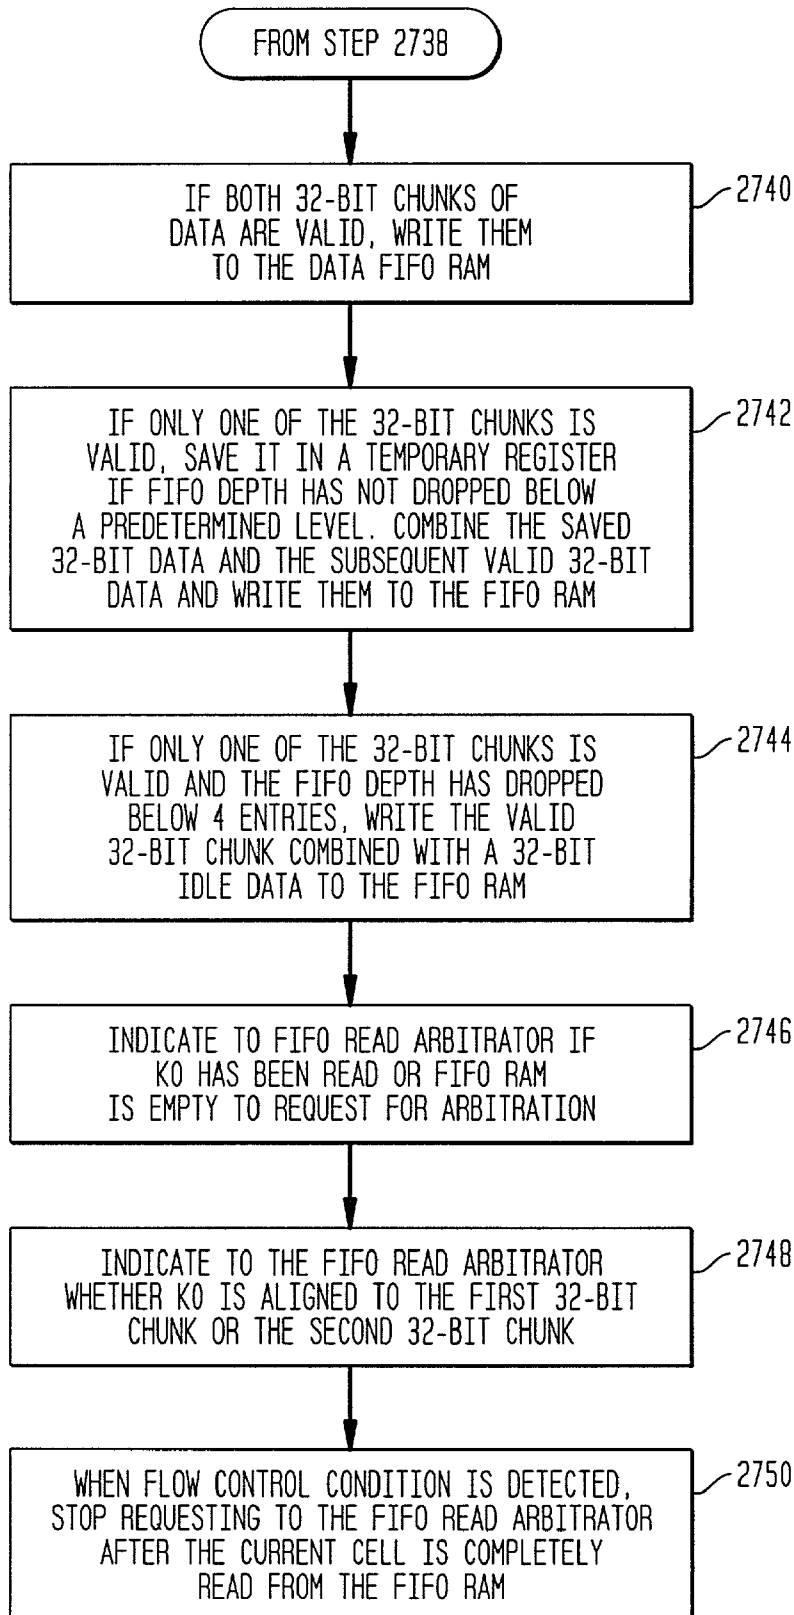 FROM STEP 2738
2740
IF BOTH 32-BIT CHUNKS OF
DATA ARE VALID, WRITE THEM
TO THE DATA FIFO RAM
2742
IF ONLY ONE OF THE 32-BIT CHUNKS IS
VALID, SAVE IT IN A TEMPORARY REGISTER
IF FIFO DEPTH HAS NOT DROPPED BELOW
A PREDETERMINED LEVEL. COMBINE THE SAVED
32-BIT DATA AND THE SUBSEQUENT VALID 32-BIT
DATA AND WRITE THEM TO THE FIFO RAM
2744
IF ONLY ONE OF THE 32-BIT CHUNKS IS
VALID AND THE FIFO DEPTH HAS DROPPED
BELOW 4 ENTRIES, WRITE THE VALID
32-BIT CHUNK COMBINED WITH A 32-BIT
IDLE DATA TO THE FIFO RAM
2746
INDICATE TO FIFO READ ARBITRATOR IF
K0 HAS BEEN READ OR FIFO RAM
IS EMPTY TO REQUEST FOR ARBITRATION
2748
INDICATE TO THE FIFO READ ARBITRATOR
WHETHER K0 IS ALIGNED TO THE FIRST 32-BIT
CHUNK OR THE SECOND 32-BIT CHUNK
2750
WHEN FLOW CONTROL CONDITION IS DETECTED,
STOP REQUESTING TO THE FIFO READ ARBITRATOR
AFTER THE CURRENT CELL IS COMPLETELY
READ FROM THE FIFO RAM